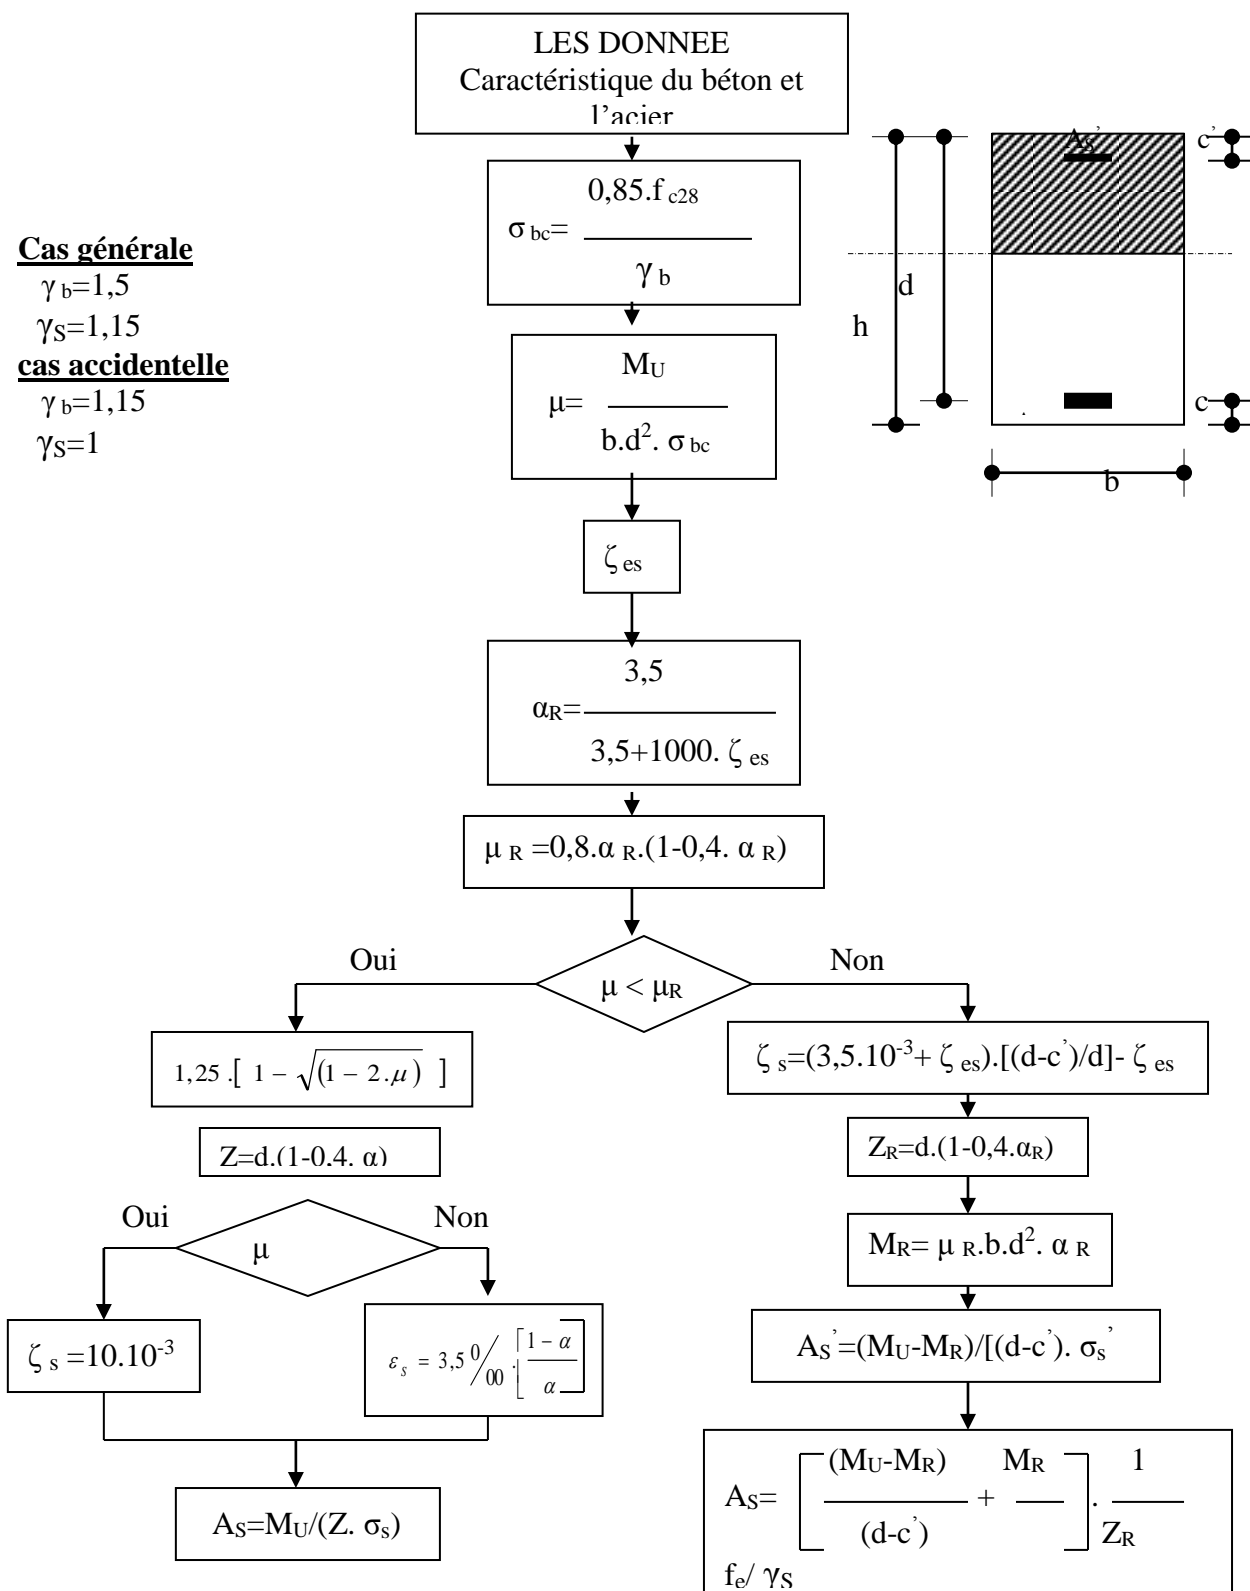 LES DONNEE
Caractéristique du béton et
l'acier
0,85.f c28
σ bc=
γ b
Cas générale
γ b=1,5
γS=1,15
cas accidentelle
γ b=1,15
γS=1
As'
c'
d
h
c
b
MU
μ=
b.d². σ bc
ζ es
3,5
αR=
3,5+1000. ζ es
μ R =0,8.α R.(1-0,4. α R)
Oui
μ < μR
Non
1,25 .[ 1 − √(1 − 2.μ) ]
ζ s=(3,5.10⁻³+ ζ es).[(d-c')/d]- ζ es
Z=d.(1-0,4. α)
ZR=d.(1-0,4.αR)
Oui
μ
Non
MR= μ R.b.d². α R
ζ s =10.10⁻³
εs = 3,5 0/00 .[1 − α / α]
AS'=(MU-MR)/[(d-c'). σs'
AS=MU/(Z. σs)
(MU-MR) MR 1
AS= [ + ] .
(d-c') ZR
fe/ γS